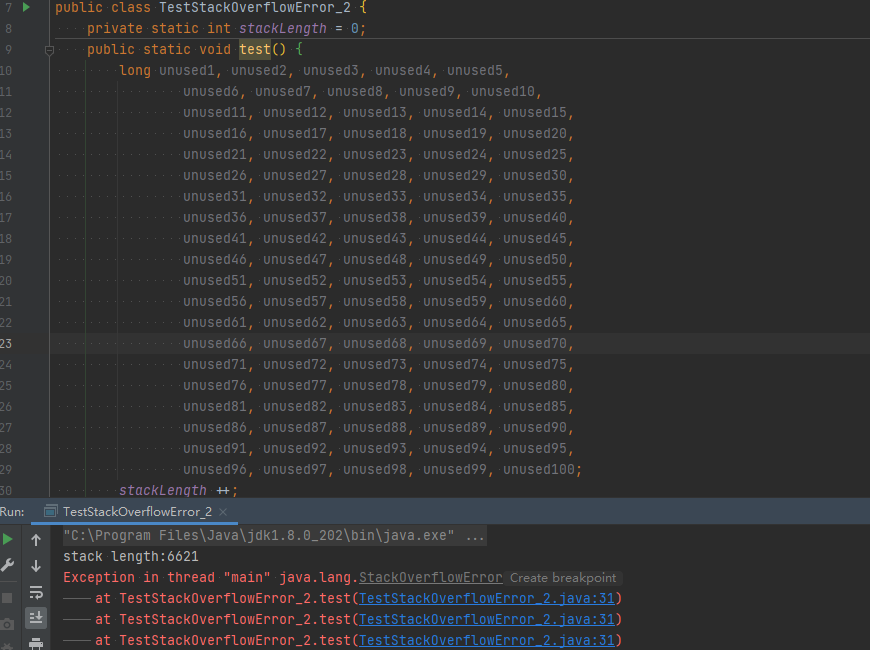 7 public class TestStackOverflowError_2 {
8 private static int stackLength = 0;
9 public static void test() {
10 long unused1, unused2, unused3, unused4, unused5,
11 unused6, unused7, unused8, unused9, unused10,
12 unused11, unused12, unused13, unused14, unused15,
13 unused16, unused17, unused18, unused19, unused20,
14 unused21, unused22, unused23, unused24, unused25,
15 unused26, unused27, unused28, unused29, unused30,
16 unused31, unused32, unused33, unused34, unused35,
17 unused36, unused37, unused38, unused39, unused40,
18 unused41, unused42, unused43, unused44, unused45,
19 unused46, unused47, unused48, unused49, unused50,
20 unused51, unused52, unused53, unused54, unused55,
21 unused56, unused57, unused58, unused59, unused60,
22 unused61, unused62, unused63, unused64, unused65,
23 unused66, unused67, unused68, unused69, unused70,
24 unused71, unused72, unused73, unused74, unused75,
25 unused76, unused77, unused78, unused79, unused80,
26 unused81, unused82, unused83, unused84, unused85,
27 unused86, unused87, unused88, unused89, unused90,
28 unused91, unused92, unused93, unused94, unused95,
29 unused96, unused97, unused98, unused99, unused100;
30 stackLength ++;
Run: TestStackOverflowError_2 ×
"C:\Program Files\Java\jdk1.8.0_202\bin\java.exe" ...
stack length:6621
Exception in thread "main" java.lang.StackOverflowError Create breakpoint
at TestStackOverflowError_2.test(TestStackOverflowError_2.java:31)
at TestStackOverflowError_2.test(TestStackOverflowError_2.java:31)
at TestStackOverflowError_2.test(TestStackOverflowError_2.java:31)